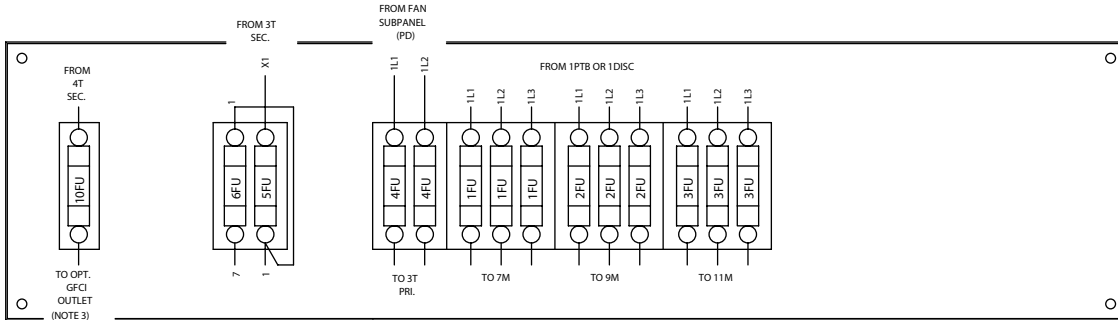 FROM FAN
SUBPANEL
(PD)
FROM 3T
SEC.
FROM
4T
SEC.
X1
1
1L1
1L2
FROM 1PTB OR 1DISC
1L1
1L2
1L3
1L1
1L2
1L3
1L1
1L2
1L3
10FU
6FU
5FU
4FU
4FU
1FU
1FU
1FU
2FU
2FU
2FU
3FU
3FU
3FU
7
1
TO OPT.
GFCI
OUTLET
(NOTE 3)
TO 3T
PRI.
TO 7M
TO 9M
TO 11M